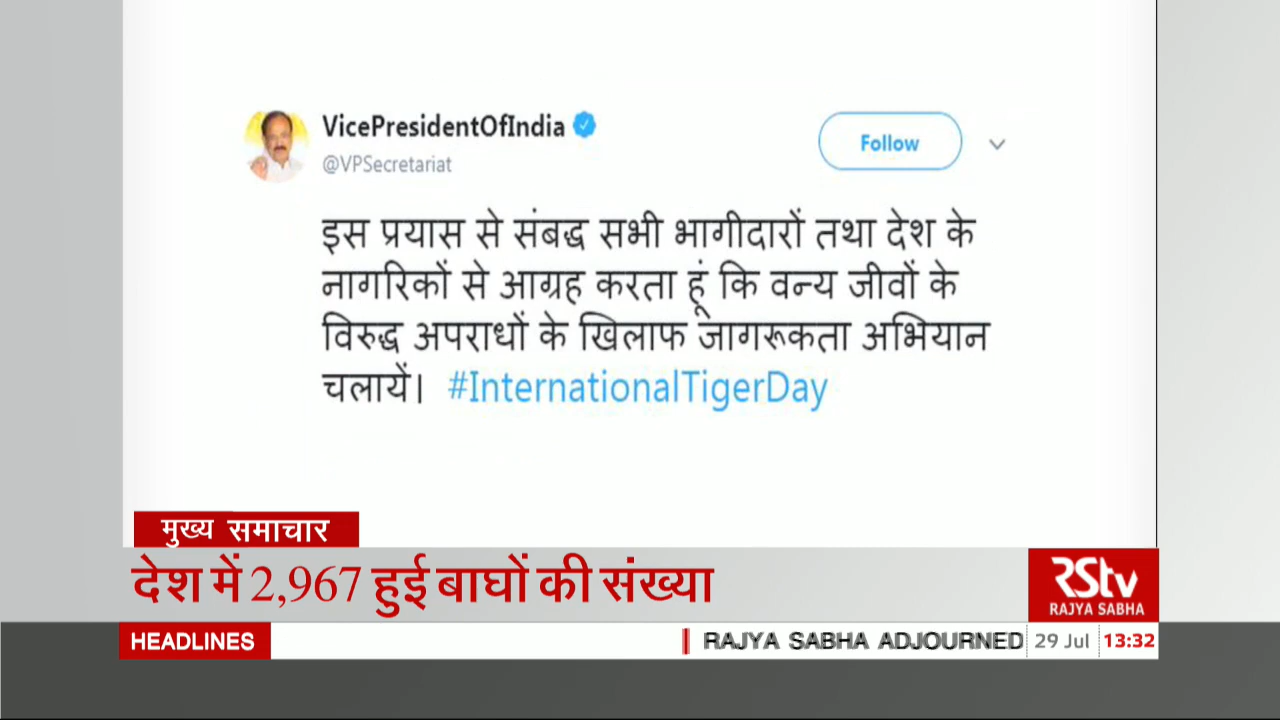 VicePresidentOfIndia
@VPSecretariat
Follow
इस प्रयास से संबद्ध सभी भागीदारों तथा देश के
नागरिकों से आग्रह करता हूं कि वन्य जीवों के
विरुद्ध अपराधों के खिलाफ जागरूकता अभियान
चलायें। #InternationalTigerDay
मुख्य समाचार
देश में 2,967 हुई बाघों की संख्या
RSTV
RAJYA SABHA
HEADLINES
RAJYA SABHA ADJOURNED
29 Jul
13:32